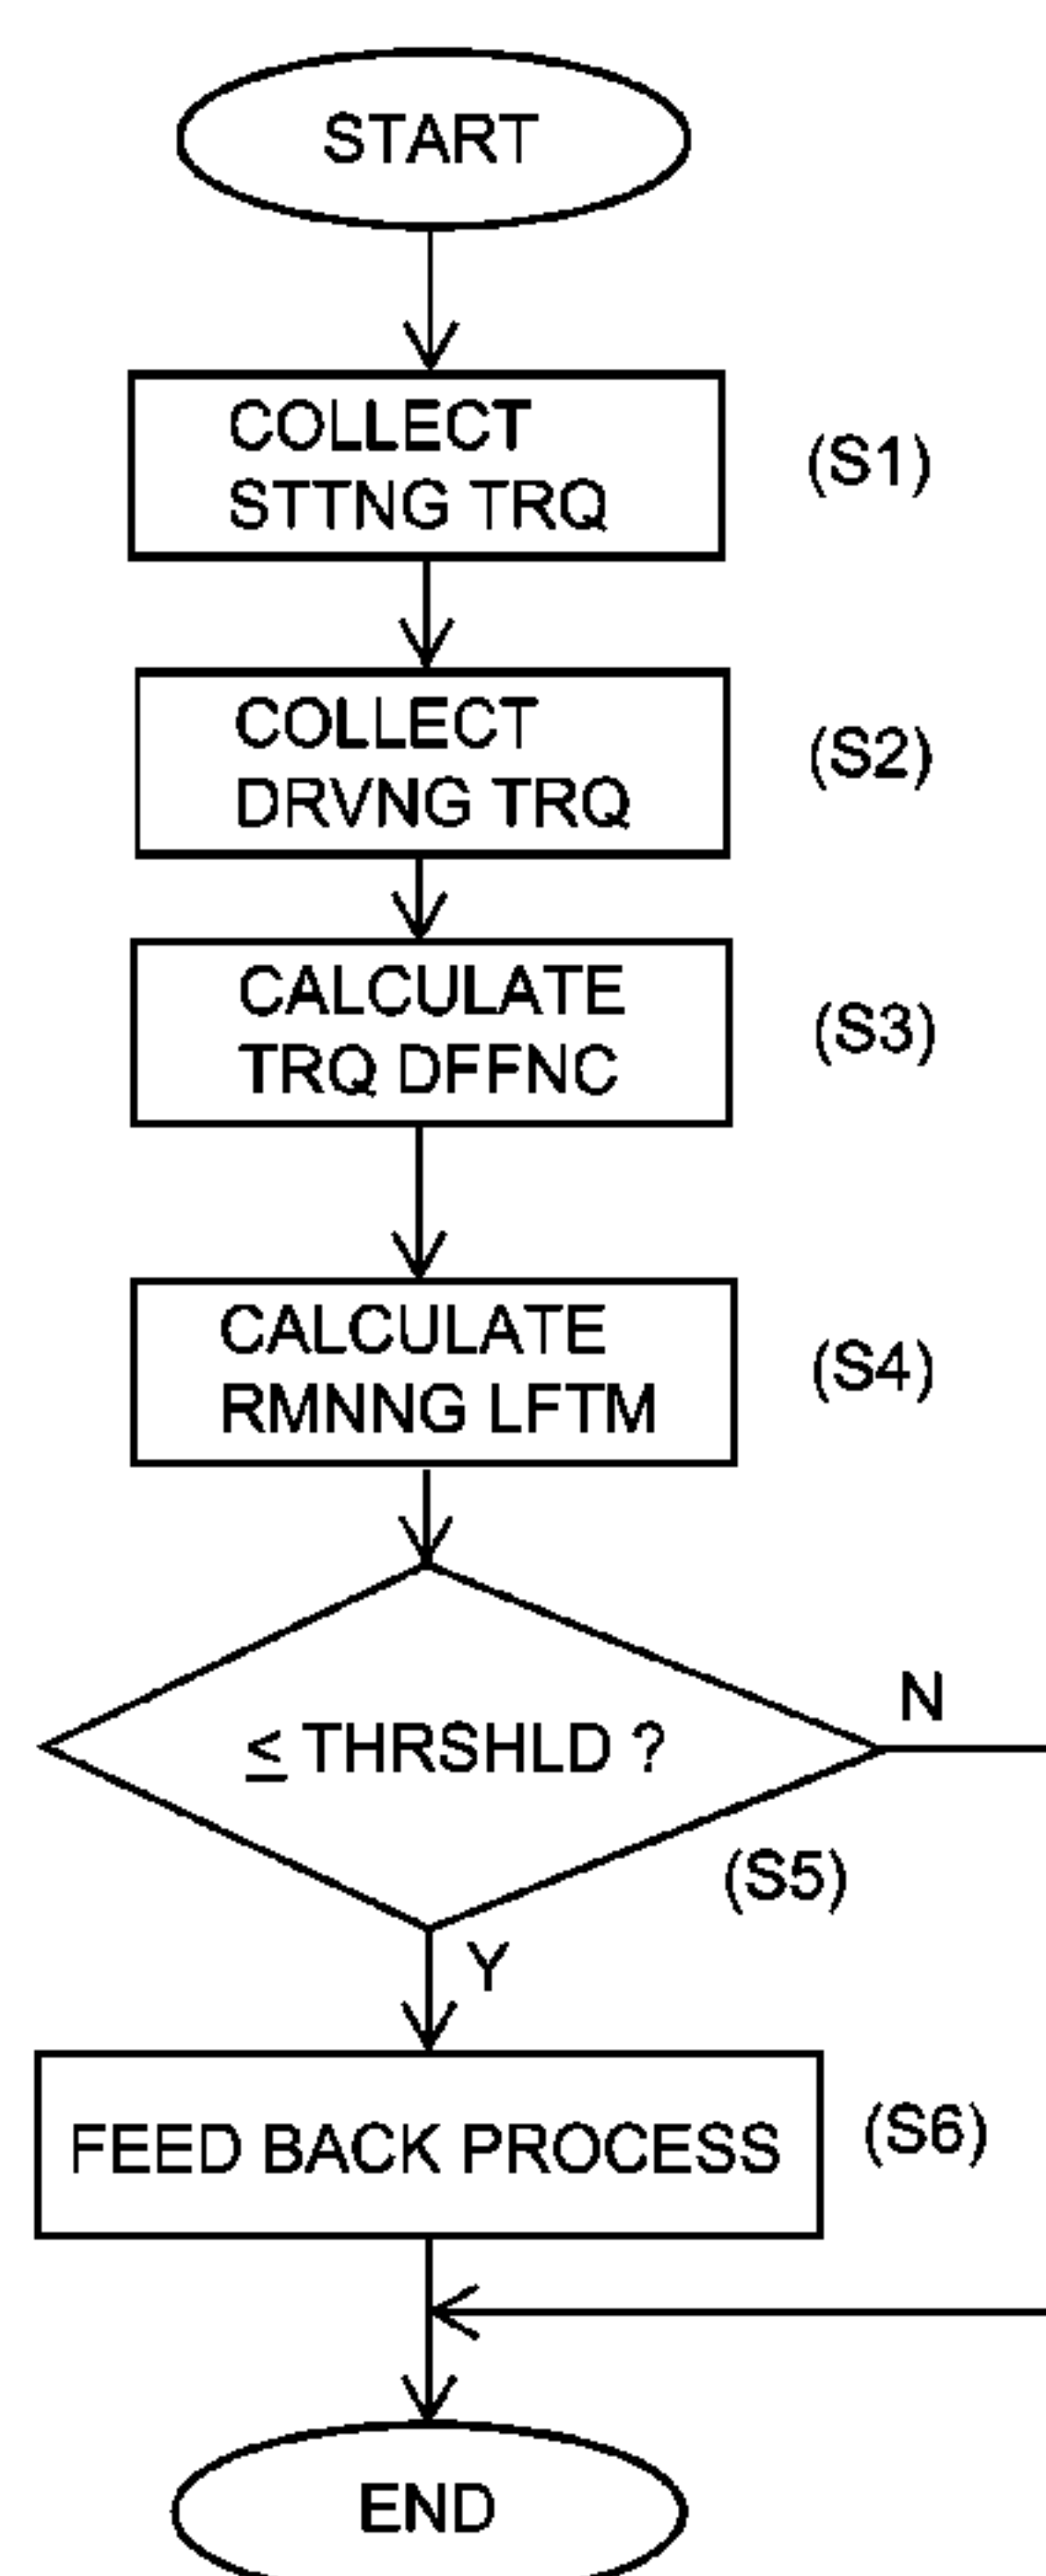 START
COLLECT
STTNG TRQ
(S1)
COLLECT
DRVNG TRQ
(S2)
CALCULATE
TRQ DFFNC
(S3)
CALCULATE
RMNNG LFTM
(S4)
≤ THRSHLD ?
N
(S5)
Y
FEED BACK PROCESS
(S6)
END